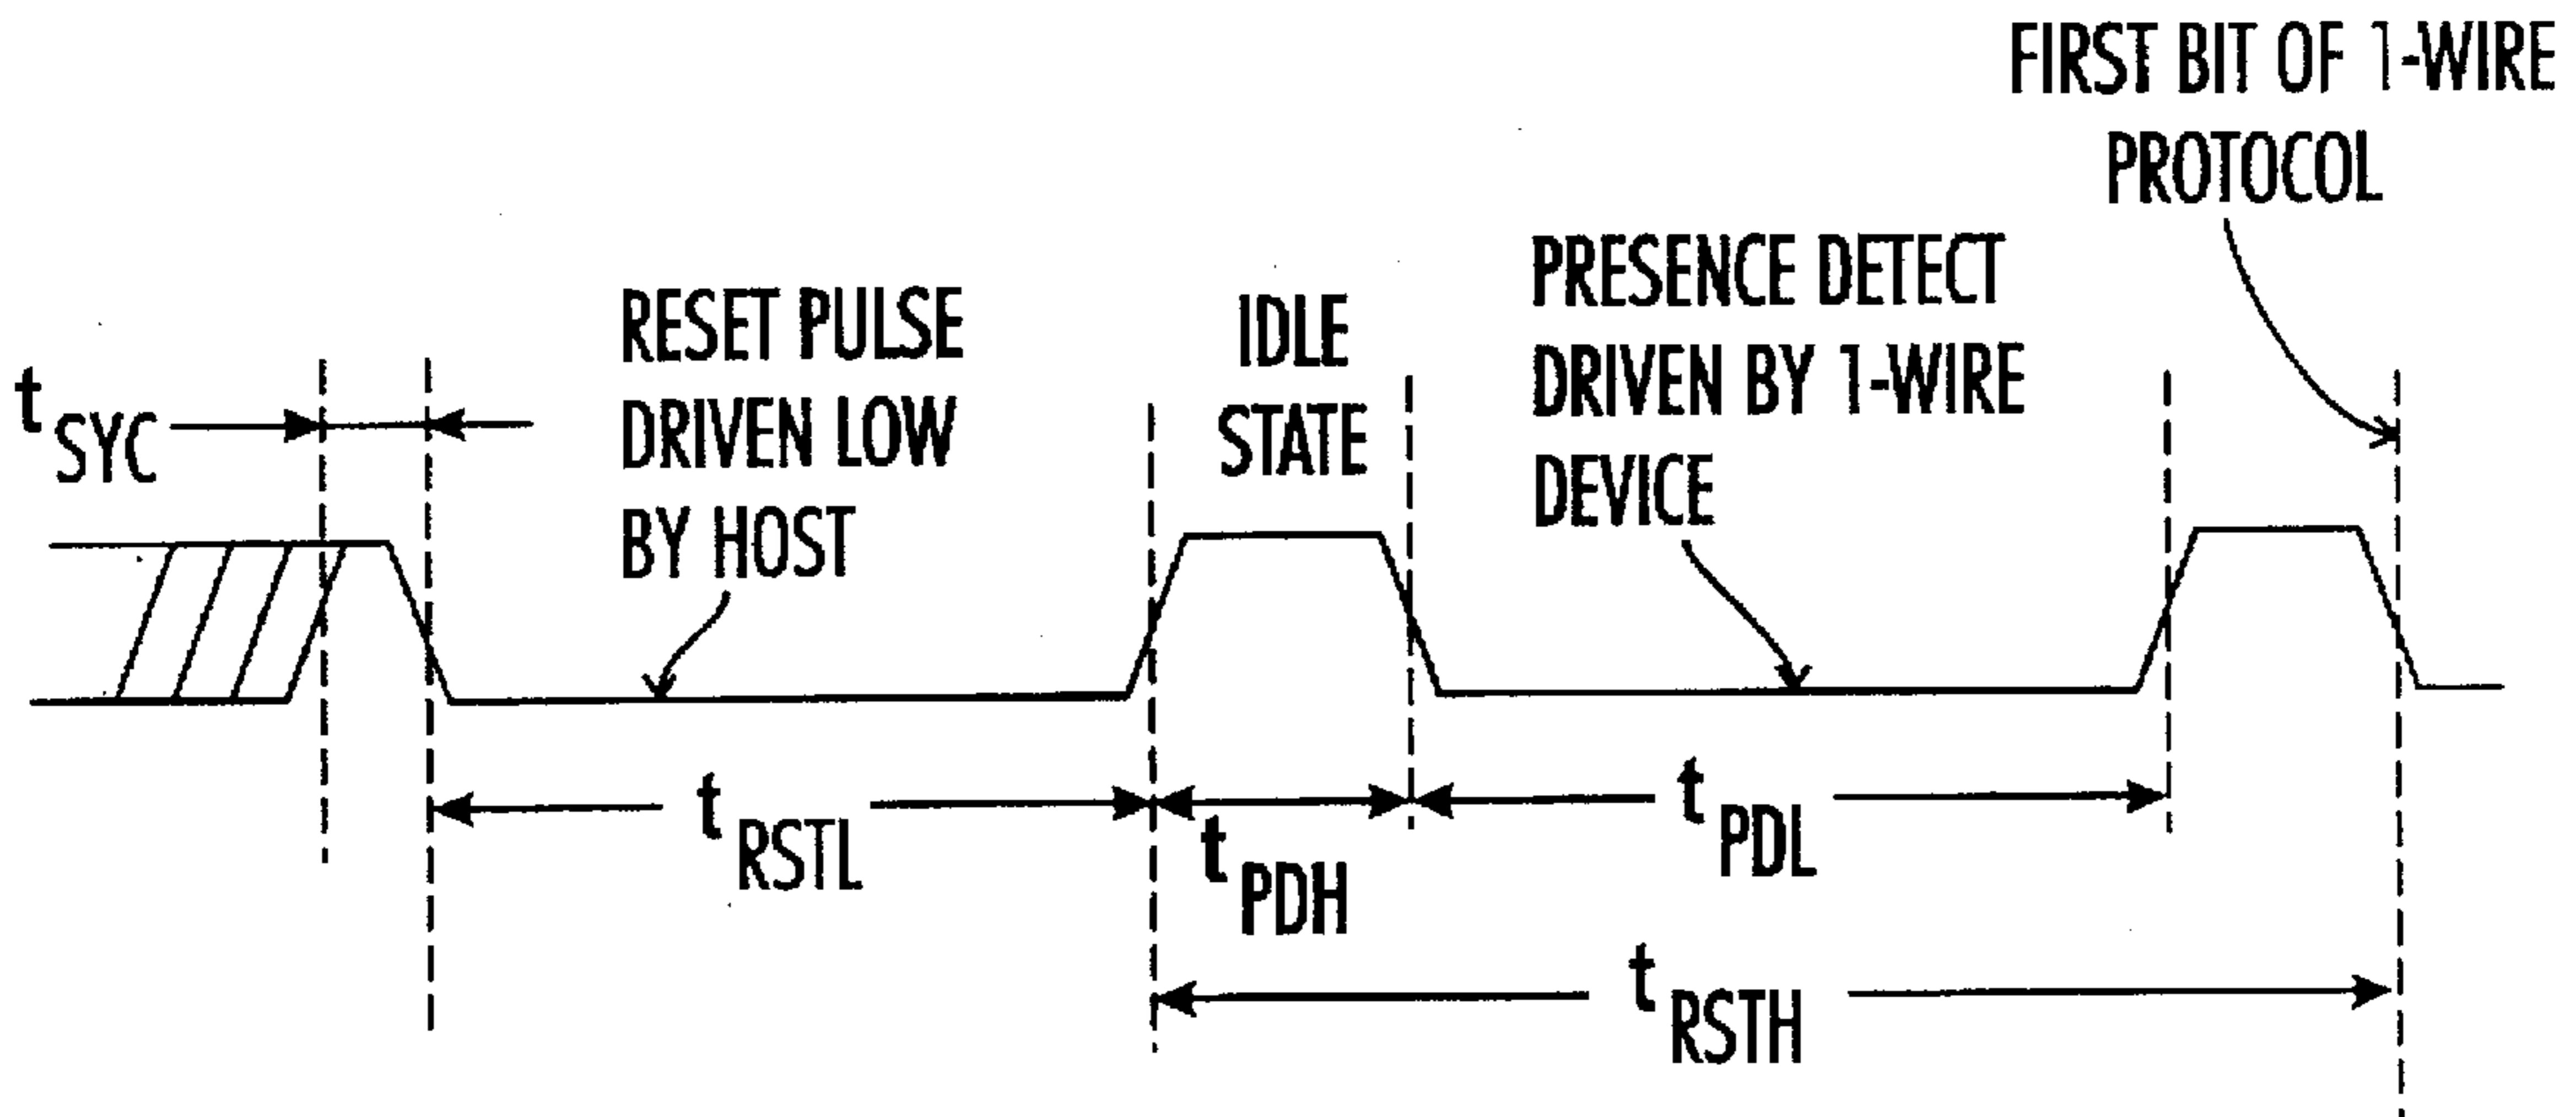 FIRST BIT OF 1-WIRE
PROTOCOL
PRESENCE DETECT
DRIVEN BY 1-WIRE
DEVICE
IDLE
STATE
RESET PULSE
DRIVEN LOW
BY HOST
tSYC
tRSTL
tPDH
tPDL
tRSTH